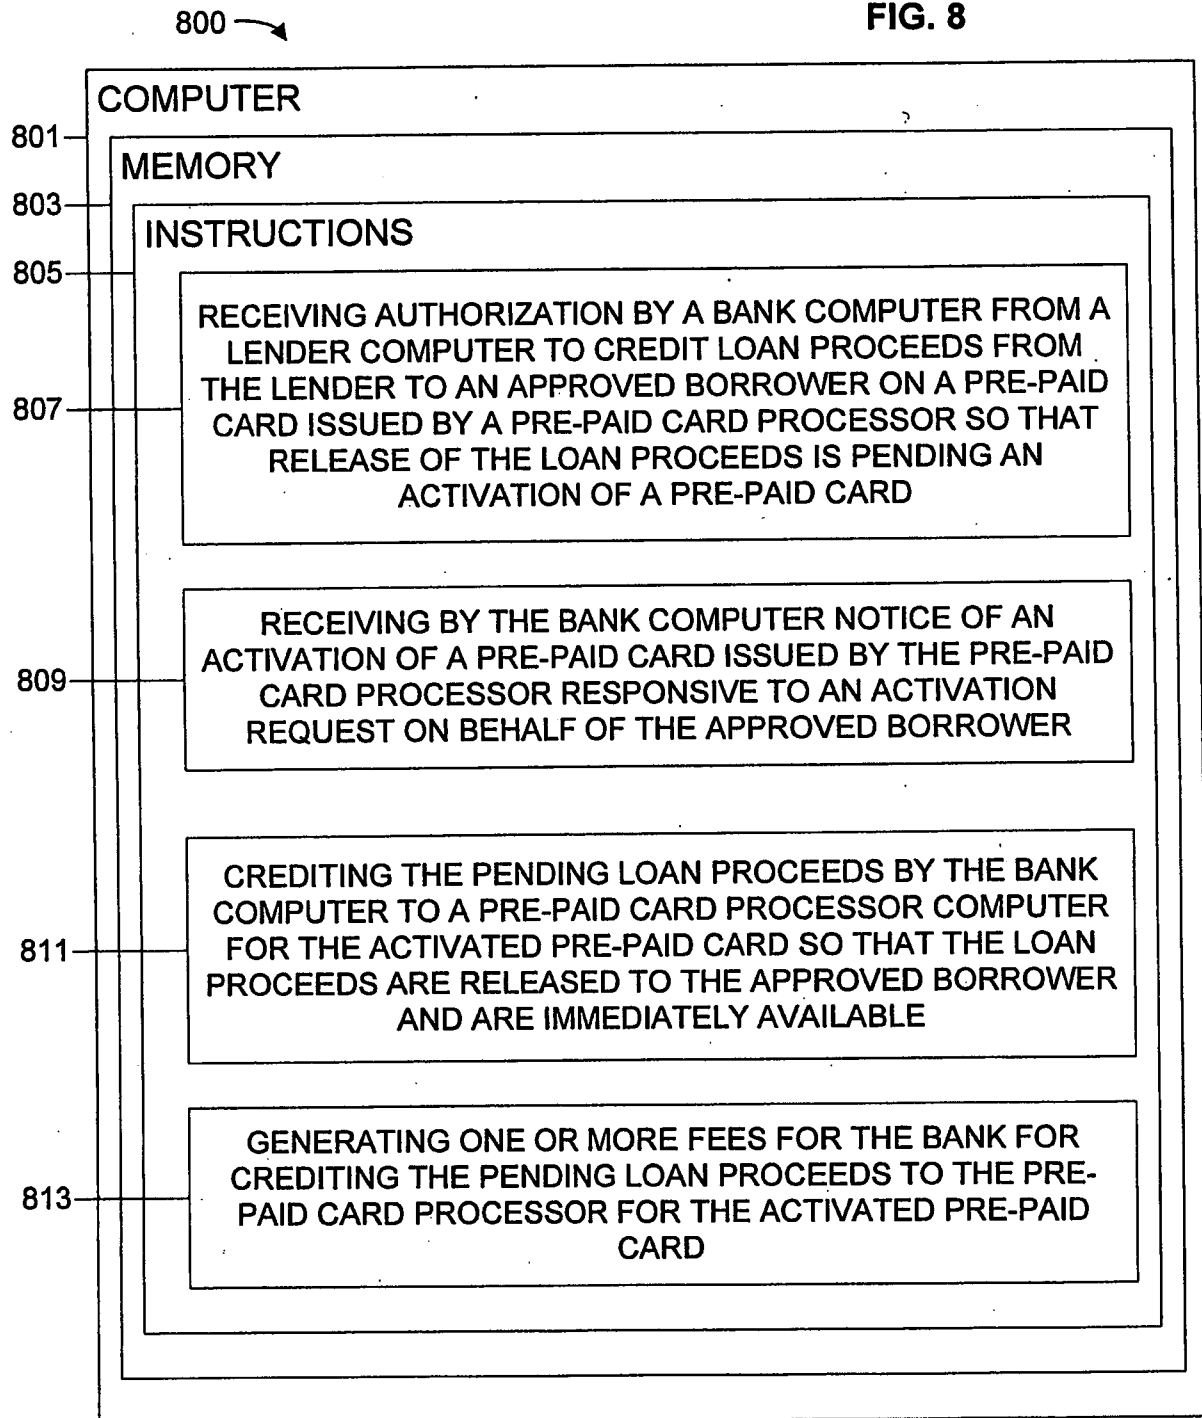 800
FIG. 8
COMPUTER
801
MEMORY
803
INSTRUCTIONS
805
RECEIVING AUTHORIZATION BY A BANK COMPUTER FROM A
LENDER COMPUTER TO CREDIT LOAN PROCEEDS FROM
THE LENDER TO AN APPROVED BORROWER ON A PRE-PAID
807
CARD ISSUED BY A PRE-PAID CARD PROCESSOR SO THAT
RELEASE OF THE LOAN PROCEEDS IS PENDING AN
ACTIVATION OF A PRE-PAID CARD
RECEIVING BY THE BANK COMPUTER NOTICE OF AN
ACTIVATION OF A PRE-PAID CARD ISSUED BY THE PRE-PAID
809
CARD PROCESSOR RESPONSIVE TO AN ACTIVATION
REQUEST ON BEHALF OF THE APPROVED BORROWER
CREDITING THE PENDING LOAN PROCEEDS BY THE BANK
COMPUTER TO A PRE-PAID CARD PROCESSOR COMPUTER
811
FOR THE ACTIVATED PRE-PAID CARD SO THAT THE LOAN
PROCEEDS ARE RELEASED TO THE APPROVED BORROWER
AND ARE IMMEDIATELY AVAILABLE
GENERATING ONE OR MORE FEES FOR THE BANK FOR
CREDITING THE PENDING LOAN PROCEEDS TO THE PRE-
813
PAID CARD PROCESSOR FOR THE ACTIVATED PRE-PAID
CARD